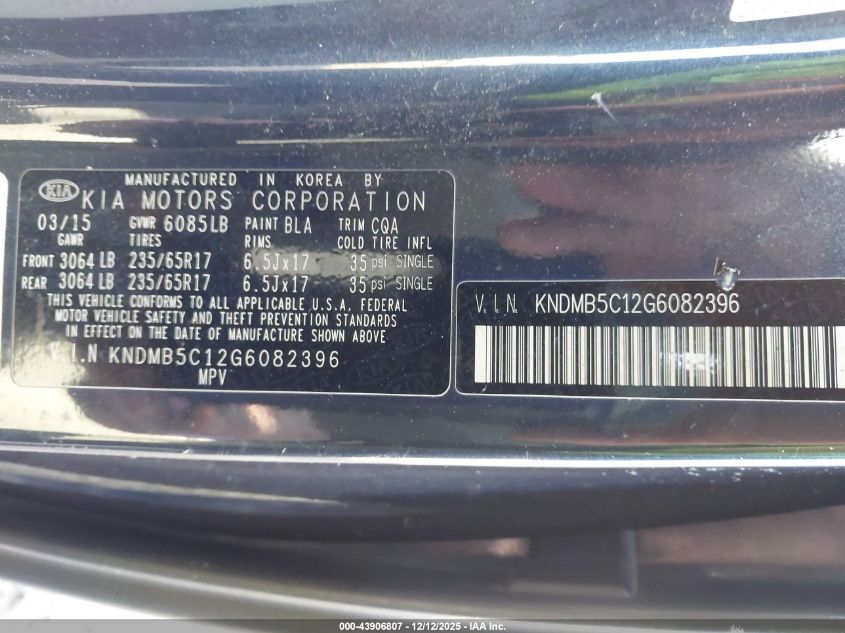 MANUFACTURED IN KOREA BY
KIA KIA MOTORS CORPORATION
03/15 GVWR 6085LB PAINT BLA TRIM CQA
GAWR TIRES RIMS COLD TIRE INFL
FRONT 3064 LB 235/65R17 6.5Jx17 35 psi SINGLE
REAR 3064 LB 235/65R17 6.5Jx17 35 psi SINGLE
THIS VEHICLE CONFORMS TO ALL APPLICABLE U.S.A. FEDERAL
MOTOR VEHICLE SAFETY AND THEFT PREVENTION STANDARDS
IN EFFECT ON THE DATE OF MANUFACTURE SHOWN ABOVE
V.I.N KNDMB5C12G6082396
MPV
V.I.N. KNDMB5C12G6082396
000-43906807 - 12/12/2025 - IAA Inc.